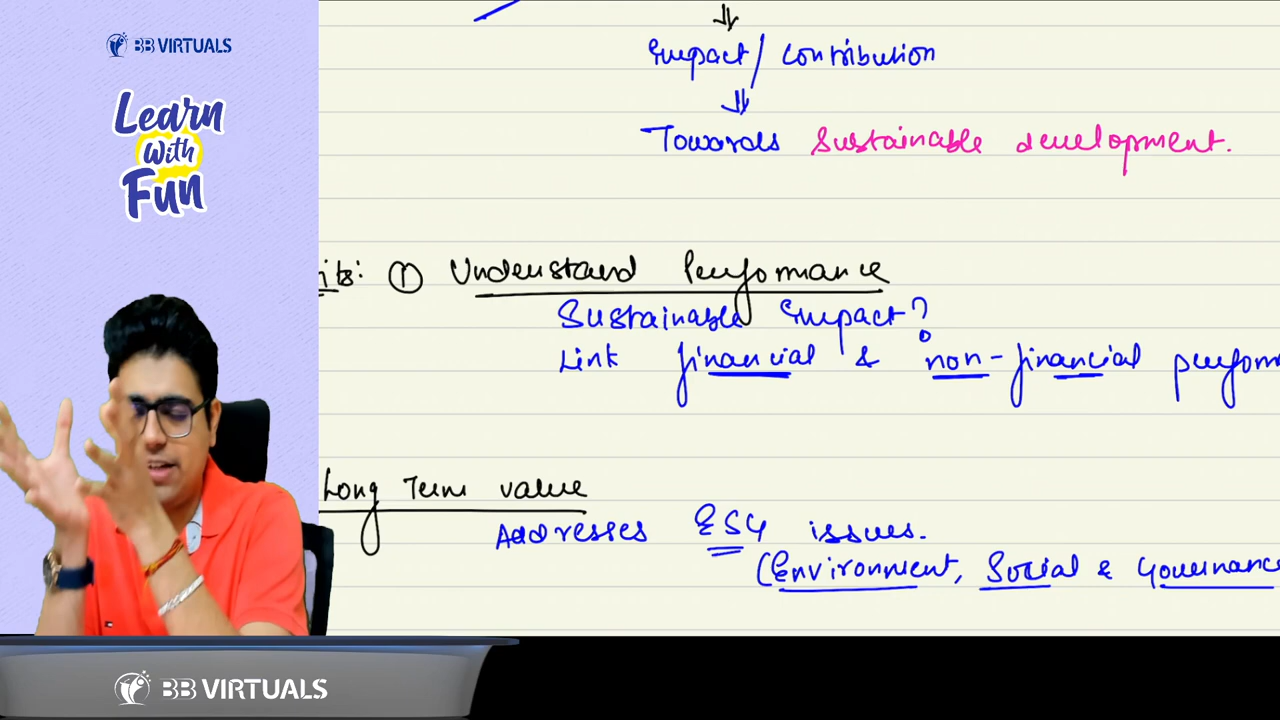 BB VIRTUALS
Learn
With
Fun
Impact / Contribution
Towards Sustainable development.
its: ① Understand Performance
Sustainable Impact?
Link financial & non-financial perform
Long Term value
Addresses ESG issues.
(Environment, Social & Governance
BB VIRTUALS